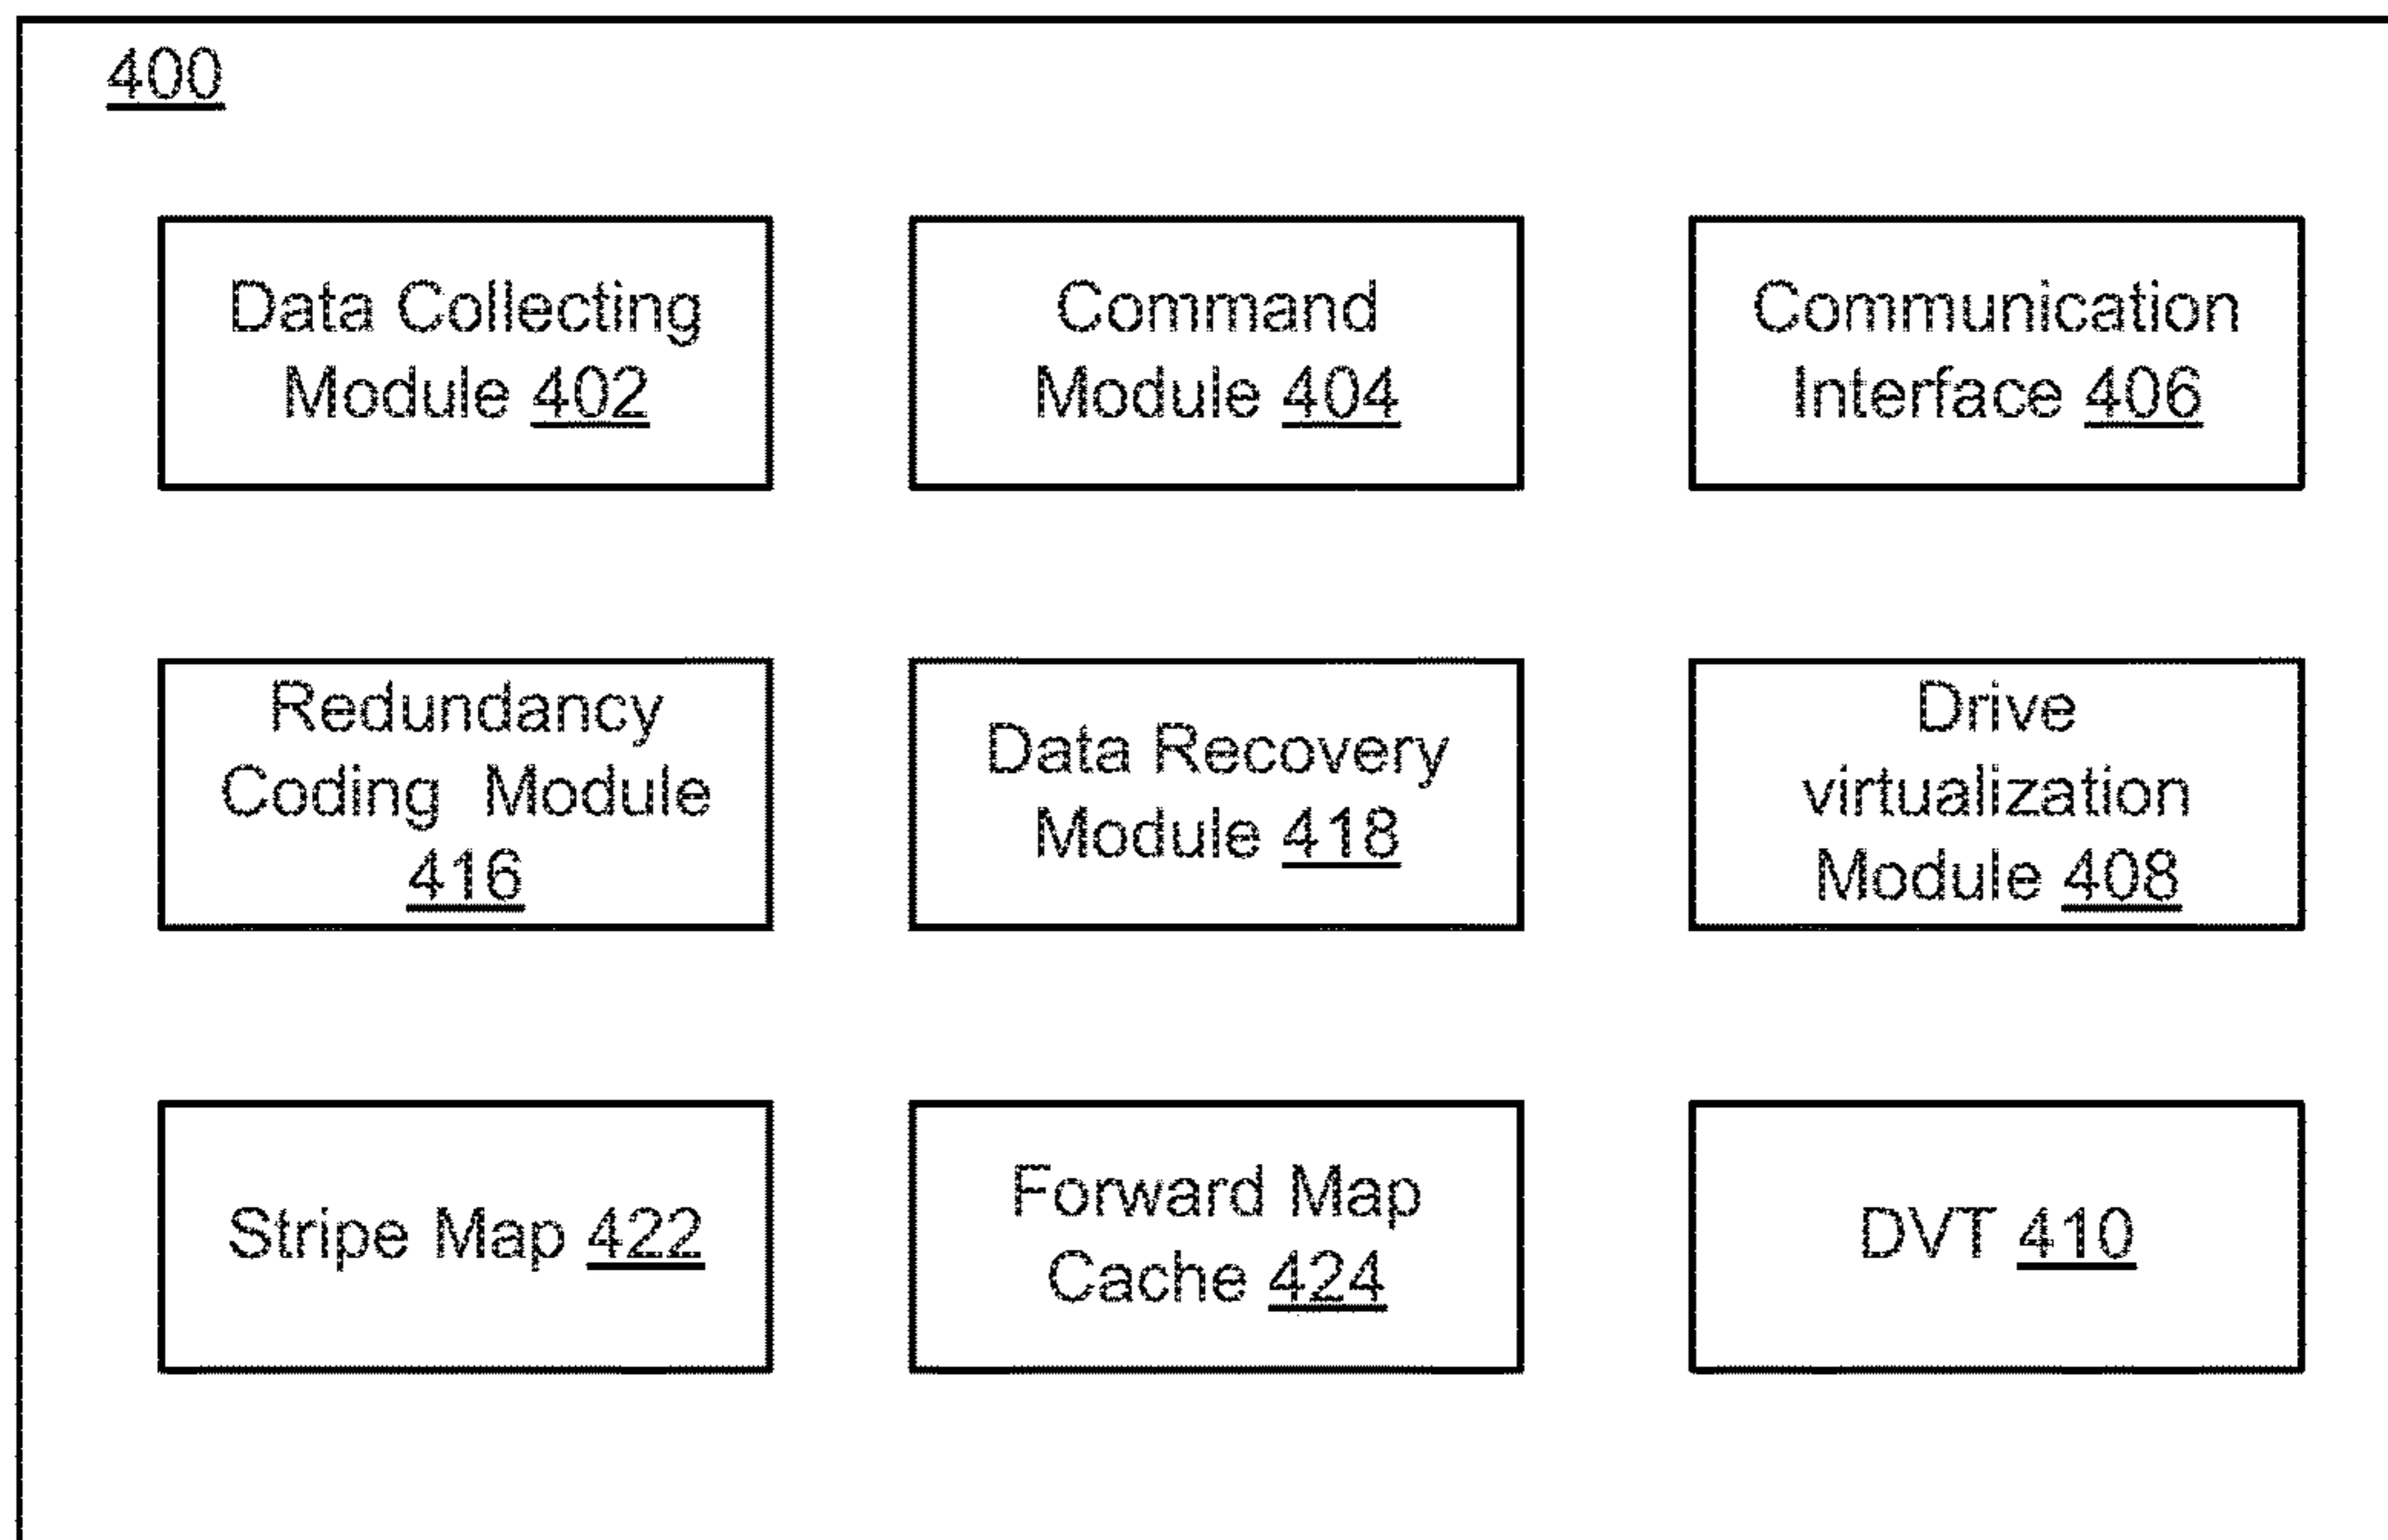 400
Data Collecting
Module 402
Command
Module 404
Communication
Interface 406
Redundancy
Coding Module
416
Data Recovery
Module 418
Drive
virtualization
Module 408
Stripe Map 422
Forward Map
Cache 424
DVT 410